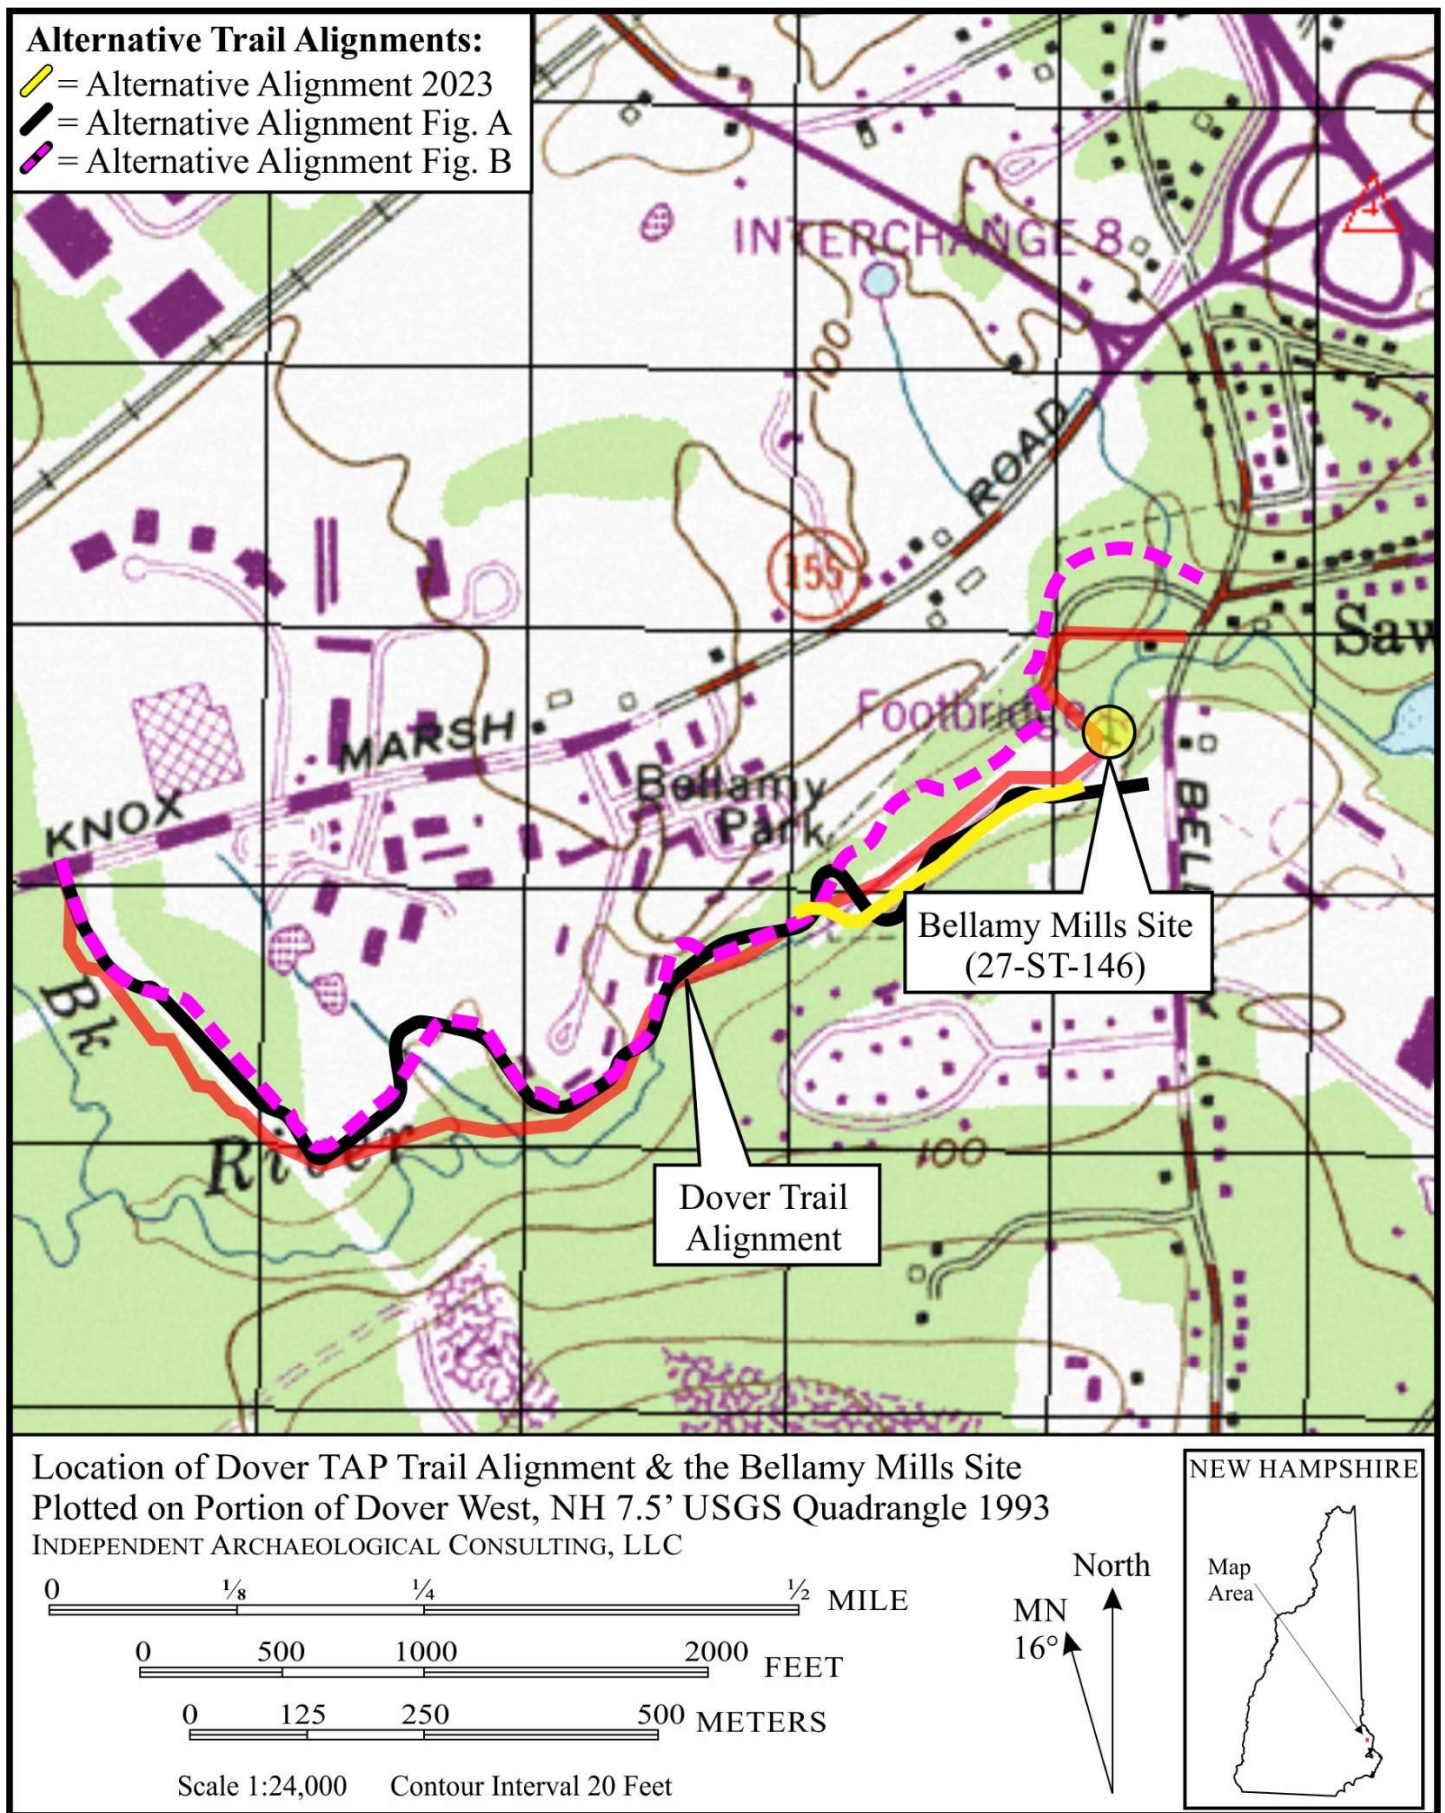 Alternative Trail Alignments:
= Alternative Alignment 2023
= Alternative Alignment Fig. A
= Alternative Alignment Fig. B
4
INTERCHANGE 8
100
ROAD
155
Saw
Footbridge
MARSH
Bellamy
Park
KNOX
BELLAMY
Bellamy Mills Site
(27-ST-146)
Bk
River
100
Dover Trail
Alignment
Location of Dover TAP Trail Alignment & the Bellamy Mills Site
Plotted on Portion of Dover West, NH 7.5’ USGS Quadrangle 1993
INDEPENDENT ARCHAEOLOGICAL CONSULTING, LLC
0 ⅛ ¼ ½ MILE
0 500 1000 2000 FEET
0 125 250 500 METERS
Scale 1:24,000 Contour Interval 20 Feet
North
MN
16°
NEW HAMPSHIRE
Map
Area